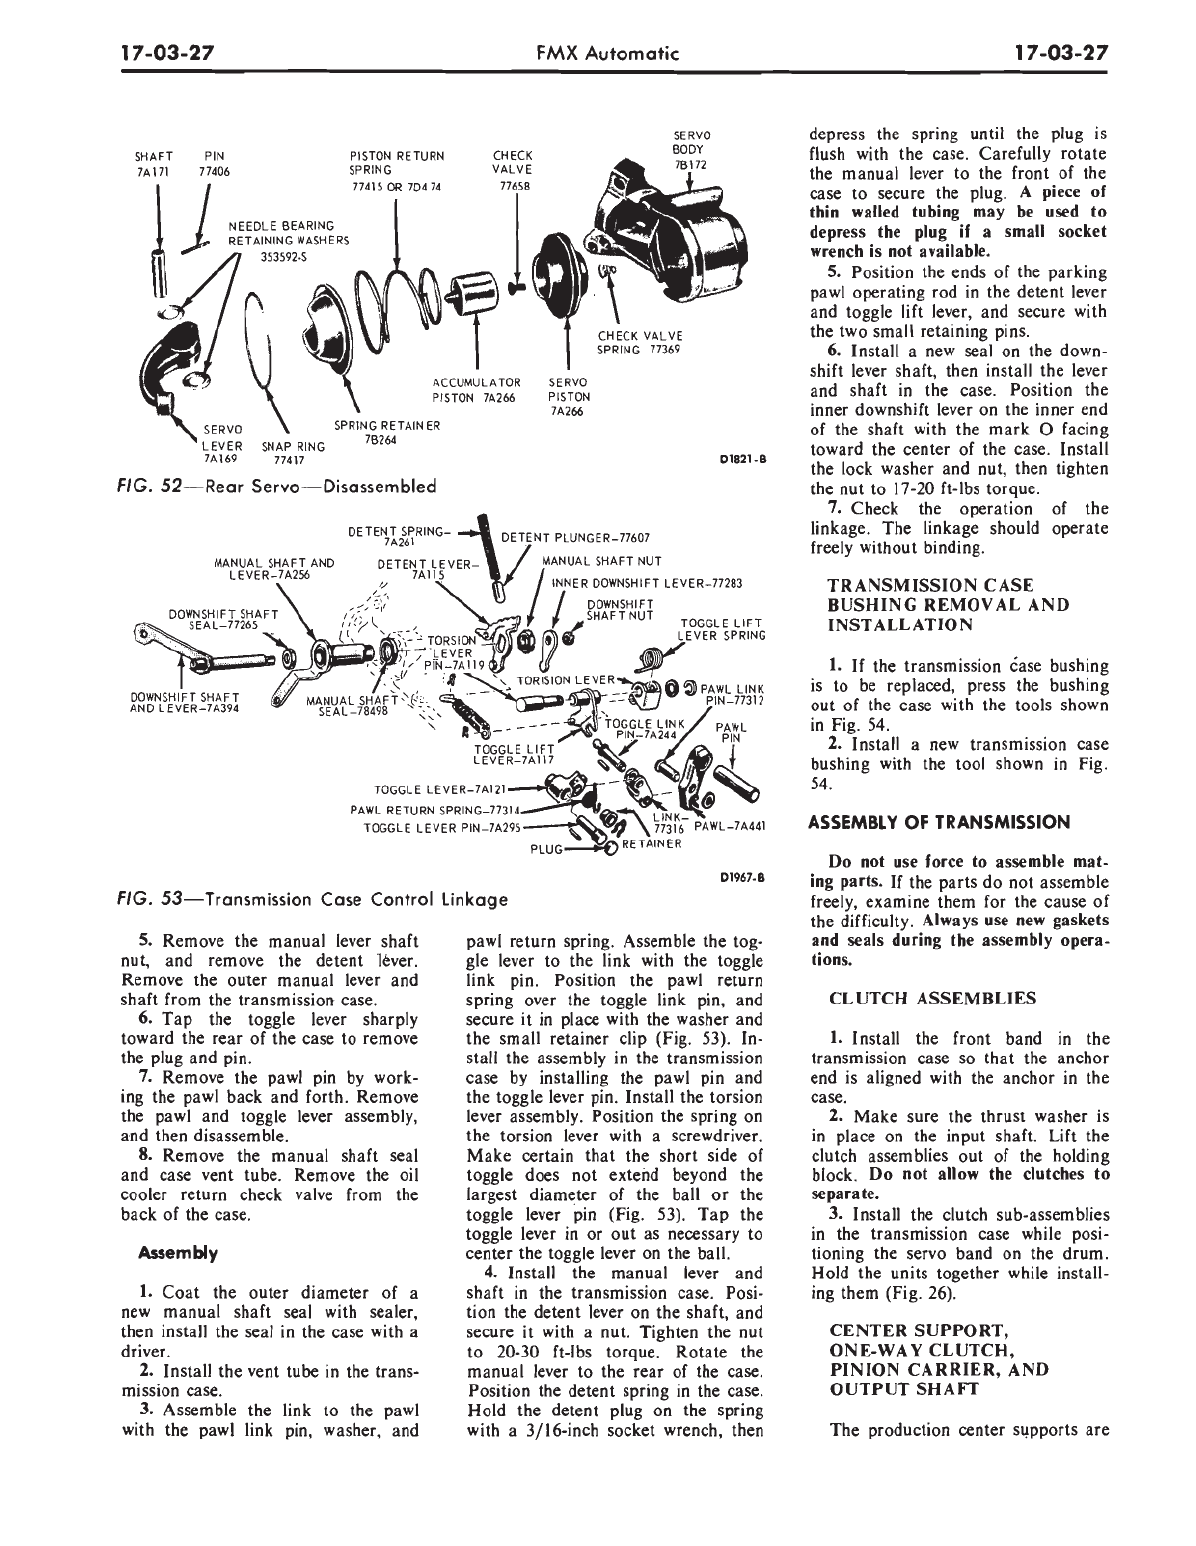 17-03-27 FMX Automatic 17-03-27
SHAFT
7A171
PIN
77406
PISTON RETURN
SPRING
77415 OR 7D474
CHECK
VALVE
77658
SERVO
BODY
7B172
NEEDLE BEARING
RETAINING WASHERS
353592-S
CHECK VALVE
SPRING 77369
ACCUMULATOR
PISTON 7A266
SERVO
PISTON
7A266
SPRING RETAINER
7B264
SERVO
LEVER
7A169
SNAP RING
77417
D1821-B
FIG. 52—Rear Servo—Disassembled
DETENT SPRING-
7A261
DETENT PLUNGER-77607
MANUAL SHAFT AND
LEVER-7A256
DETENT LEVER-
7A115
MANUAL SHAFT NUT
INNER DOWNSHIFT LEVER-77283
DOWNSHIFT SHAFT
SEAL-77265
DOWNSHIFT
SHAFT NUT
TOGGLE LIFT
LEVER SPRING
TORSION
LEVER
PIN-7A119
TORISION LEVER
DOWNSHIFT SHAFT
AND LEVER-7A394
MANUAL SHAFT
SEAL-78498
PAWL LINK
PIN-77312
TOGGLE LINK
PIN-7A244
PAWL
PIN
TOGGLE LIFT
LEVER-7A117
TOGGLE LEVER-7A121
PAWL RETURN SPRING-77314
TOGGLE LEVER PIN-7A295
LINK-
77316
PAWL-7A441
PLUG
RETAINER
D1967-B
FIG. 53—Transmission Case Control Linkage
5. Remove the manual lever shaft
nut, and remove the detent lever.
Remove the outer manual lever and
shaft from the transmission case.
6. Tap the toggle lever sharply
toward the rear of the case to remove
the plug and pin.
7. Remove the pawl pin by work-
ing the pawl back and forth. Remove
the pawl and toggle lever assembly,
and then disassemble.
8. Remove the manual shaft seal
and case vent tube. Remove the oil
cooler return check valve from the
back of the case.
Assembly
1. Coat the outer diameter of a
new manual shaft seal with sealer,
then install the seal in the case with a
driver.
2. Install the vent tube in the trans-
mission case.
3. Assemble the link to the pawl
with the pawl link pin, washer, and
pawl return spring. Assemble the tog-
gle lever to the link with the toggle
link pin. Position the pawl return
spring over the toggle link pin, and
secure it in place with the washer and
the small retainer clip (Fig. 53). In-
stall the assembly in the transmission
case by installing the pawl pin and
the toggle lever pin. Install the torsion
lever assembly. Position the spring on
the torsion lever with a screwdriver.
Make certain that the short side of
toggle does not extend beyond the
largest diameter of the ball or the
toggle lever pin (Fig. 53). Tap the
toggle lever in or out as necessary to
center the toggle lever on the ball.
4. Install the manual lever and
shaft in the transmission case. Posi-
tion the detent lever on the shaft, and
secure it with a nut. Tighten the nut
to 20-30 ft-lbs torque. Rotate the
manual lever to the rear of the case.
Position the detent spring in the case.
Hold the detent plug on the spring
with a 3/16-inch socket wrench, then
depress the spring until the plug is
flush with the case. Carefully rotate
the manual lever to the front of the
case to secure the plug. A piece of
thin walled tubing may be used to
depress the plug if a small socket
wrench is not available.
5. Position the ends of the parking
pawl operating rod in the detent lever
and toggle lift lever, and secure with
the two small retaining pins.
6. Install a new seal on the down-
shift lever shaft, then install the lever
and shaft in the case. Position the
inner downshift lever on the inner end
of the shaft with the mark O facing
toward the center of the case. Install
the lock washer and nut, then tighten
the nut to 17-20 ft-lbs torque.
7. Check the operation of the
linkage. The linkage should operate
freely without binding.
TRANSMISSION CASE
BUSHING REMOVAL AND
INSTALLATION
1. If the transmission case bushing
is to be replaced, press the bushing
out of the case with the tools shown
in Fig. 54.
2. Install a new transmission case
bushing with the tool shown in Fig.
54.
ASSEMBLY OF TRANSMISSION
Do not use force to assemble mat-
ing parts. If the parts do not assemble
freely, examine them for the cause of
the difficulty. Always use new gaskets
and seals during the assembly opera-
tions.
CLUTCH ASSEMBLIES
1. Install the front band in the
transmission case so that the anchor
end is aligned with the anchor in the
case.
2. Make sure the thrust washer is
in place on the input shaft. Lift the
clutch assemblies out of the holding
block. Do not allow the clutches to
separate.
3. Install the clutch sub-assemblies
in the transmission case while posi-
tioning the servo band on the drum.
Hold the units together while install-
ing them (Fig. 26).
CENTER SUPPORT,
ONE-WAY CLUTCH,
PINION CARRIER, AND
OUTPUT SHAFT
The production center supports are